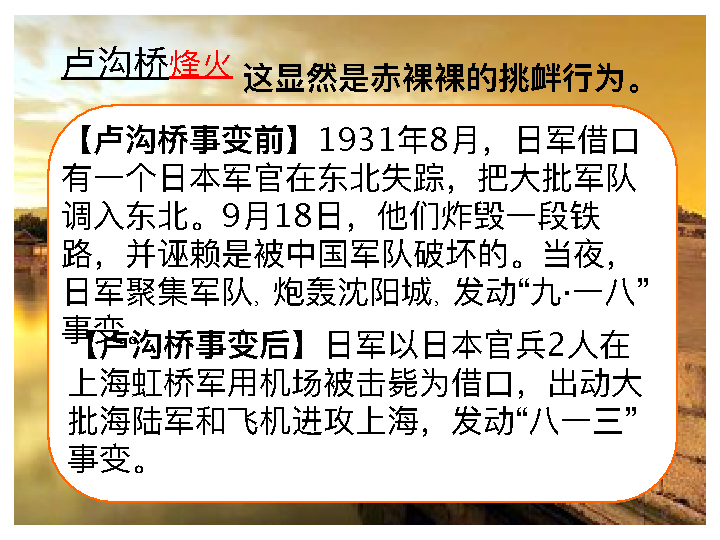 卢沟桥烽火 这显然是赤裸裸的挑衅行为。
【卢沟桥事变前】1931年8月，日军借口
有一个日本军官在东北失踪，把大批军队
调入东北。9月18日，他们炸毁一段铁
路，并诬赖是被中国军队破坏的。当夜，
日军聚集军队，炮轰沈阳城，发动“九·一八”
事变。
【卢沟桥事变后】日军以日本官兵2人在
上海虹桥军用机场被击毙为借口，出动大
批海陆军和飞机进攻上海，发动“八一三”
事变。